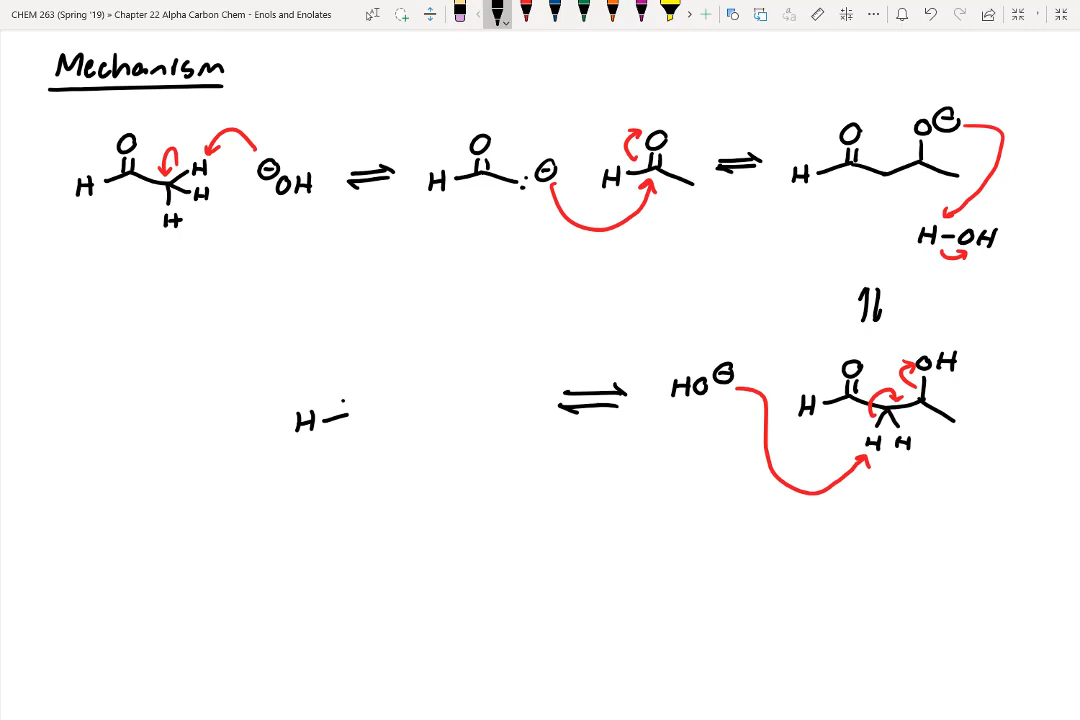 CHEM 263 (Spring '19) » Chapter 22 Alpha Carbon Chem - Enols and Enolates
Mechanism
O H H H H ⊖OH ⇌ O H :⊖ O H ⇌ O H O⊖
H-OH
⇌
H ⇌ HO⊖ O H OH H H